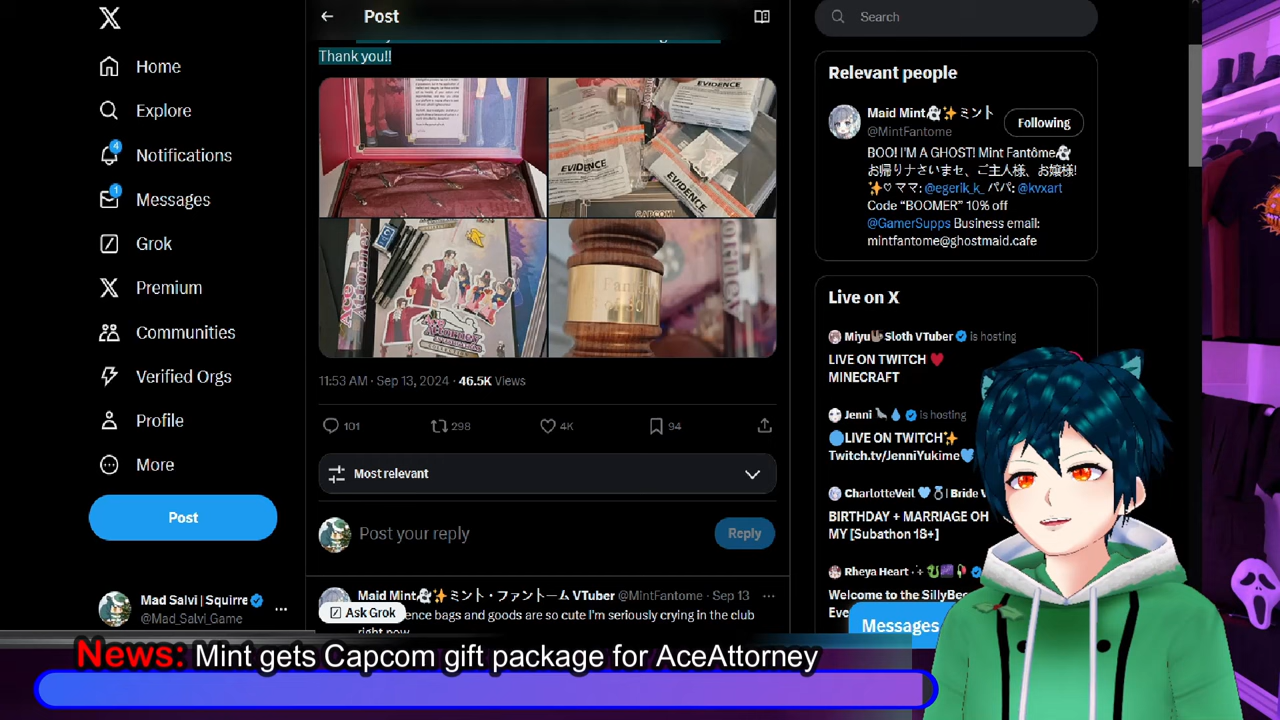 Home
Explore
4
Notifications
1
Messages
Grok
Premium
Communities
Verified Orgs
Profile
More
Post
Mad Salvi | Squirre
@Mad_Salvi_Game
Post
Thank you!!
EVIDENCE
EVIDENCE
EVIDENCE
CAPCOM
Ace Attorney
11:53 AM · Sep 13, 2024 · 46.5K Views
101
298
4K
94
Most relevant
Post your reply
Reply
Maid Mint👻✨ミント・ファントーム VTuber @MintFantome · Sep 13
Ask Grok
ence bags and goods are so cute I'm seriously crying in the club
right now
Search
Relevant people
Maid Mint👻✨ミント
@MintFantome
Following
BOO! I'M A GHOST! Mint Fantôme👻
お帰りナさいまセ、ご主人様、お嬢様!
✨♡ ママ: @egerik_k_ パパ: @kvxart
Code “BOOMER” 10% off
@GamerSupps Business email:
mintfantome@ghostmaid.cafe
Live on X
Miyu🦥Sloth VTuber is hosting
LIVE ON TWITCH ♥
MINECRAFT
Jenni is hosting
🔵LIVE ON TWITCH✨
Twitch.tv/JenniYukime💙
CharlotteVeil 💙💍| Bride
BIRTHDAY + MARRIAGE OH
MY [Subathon 18+]
Rheya Heart
Welcome to the SillyBee
Eve
Messages
News: Mint gets Capcom gift package for AceAttorney